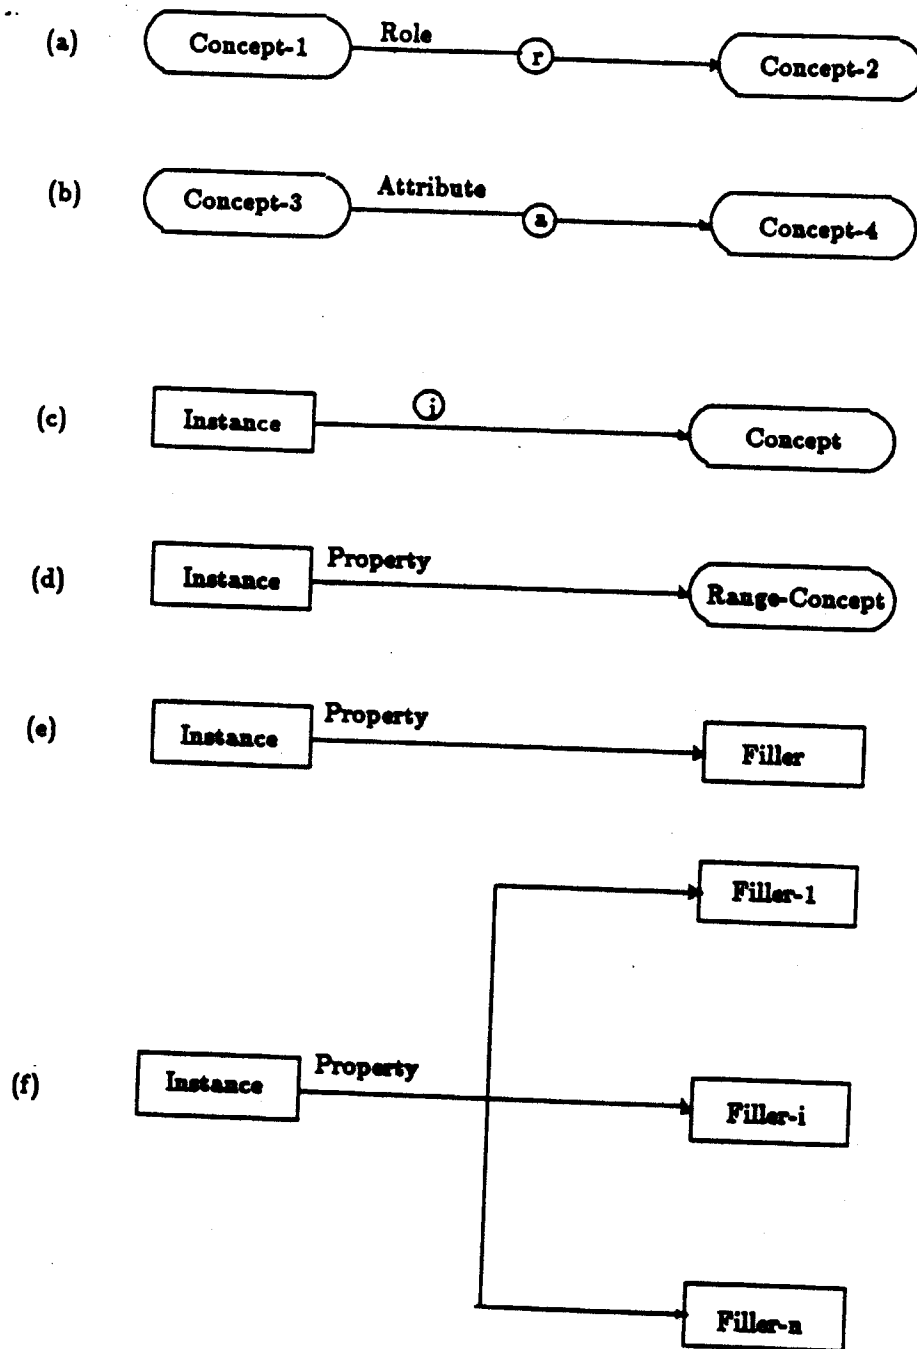 (a) Concept-1 Role r Concept-2
(b) Concept-3 Attribute a Concept-4
(c) Instance i Concept
(d) Instance Property Range-Concept
(e) Instance Property Filler
Filler-1
(f) Instance Property Filler-i
Filler-n